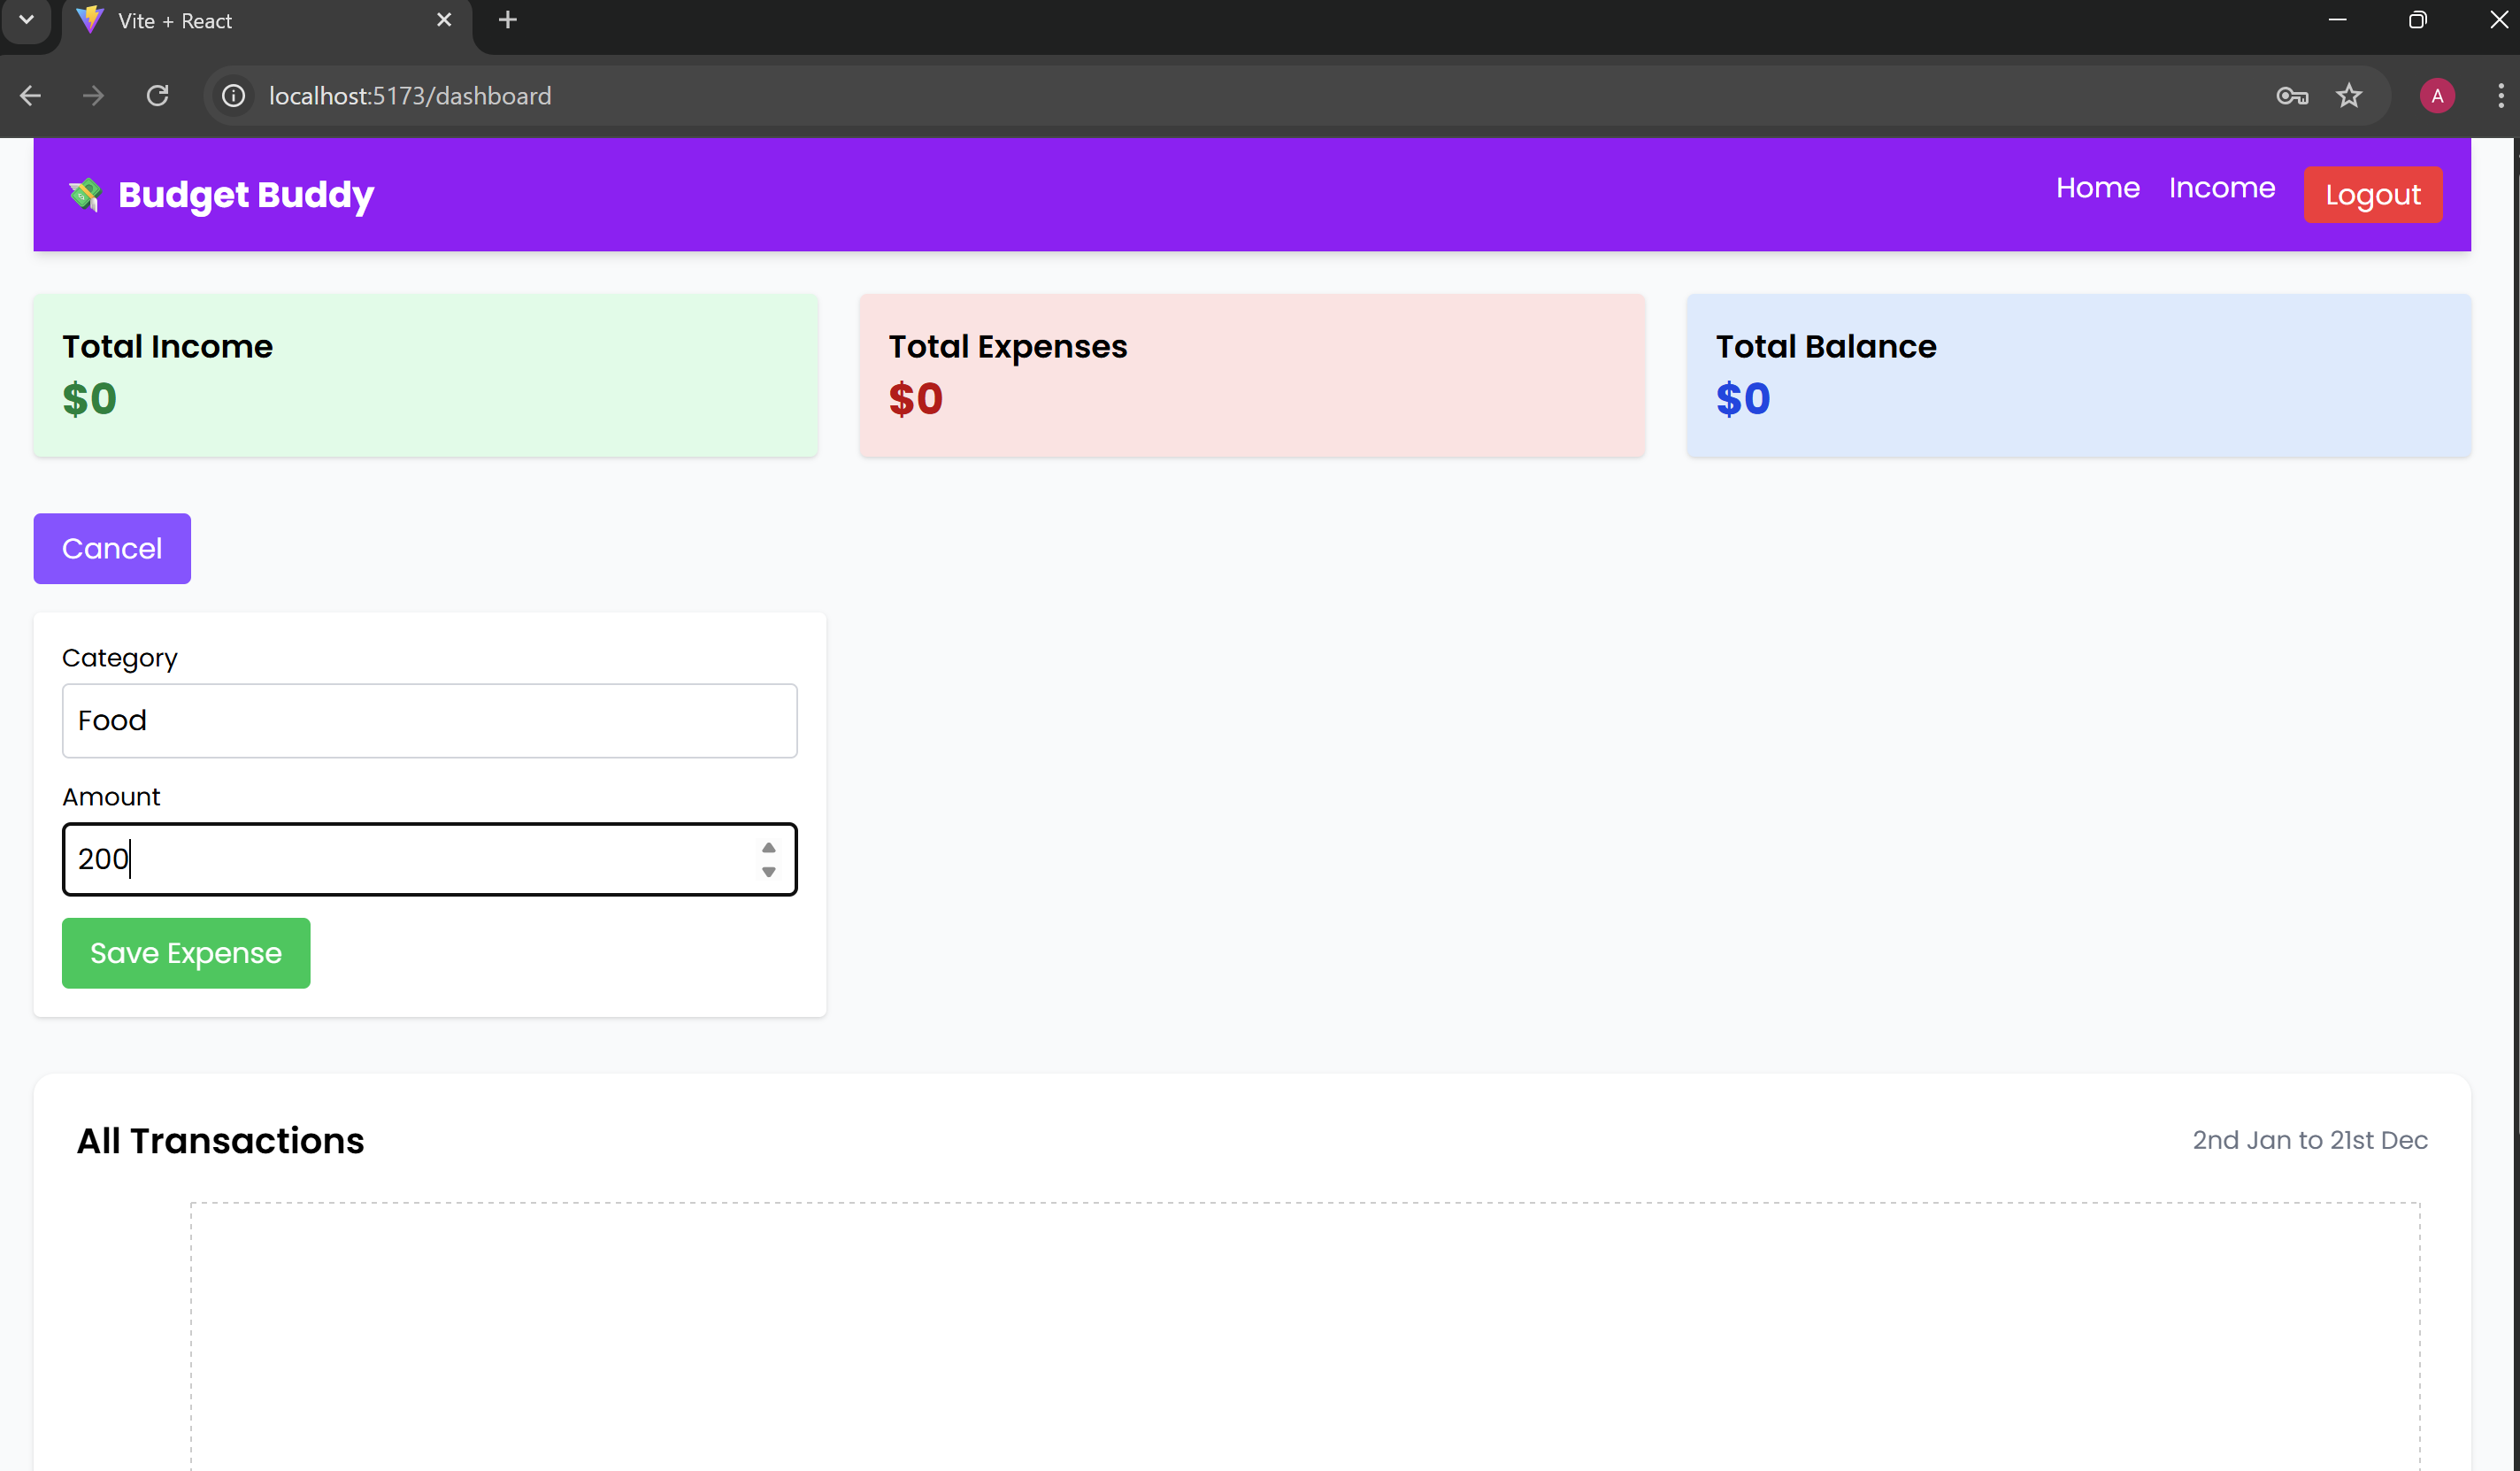 Vite + React
localhost:5173/dashboard
A
Budget Buddy
Home Income Logout
Total Income
$0
Total Expenses
$0
Total Balance
$0
Cancel
Category
Food
Amount
200
Save Expense
All Transactions
2nd Jan to 21st Dec